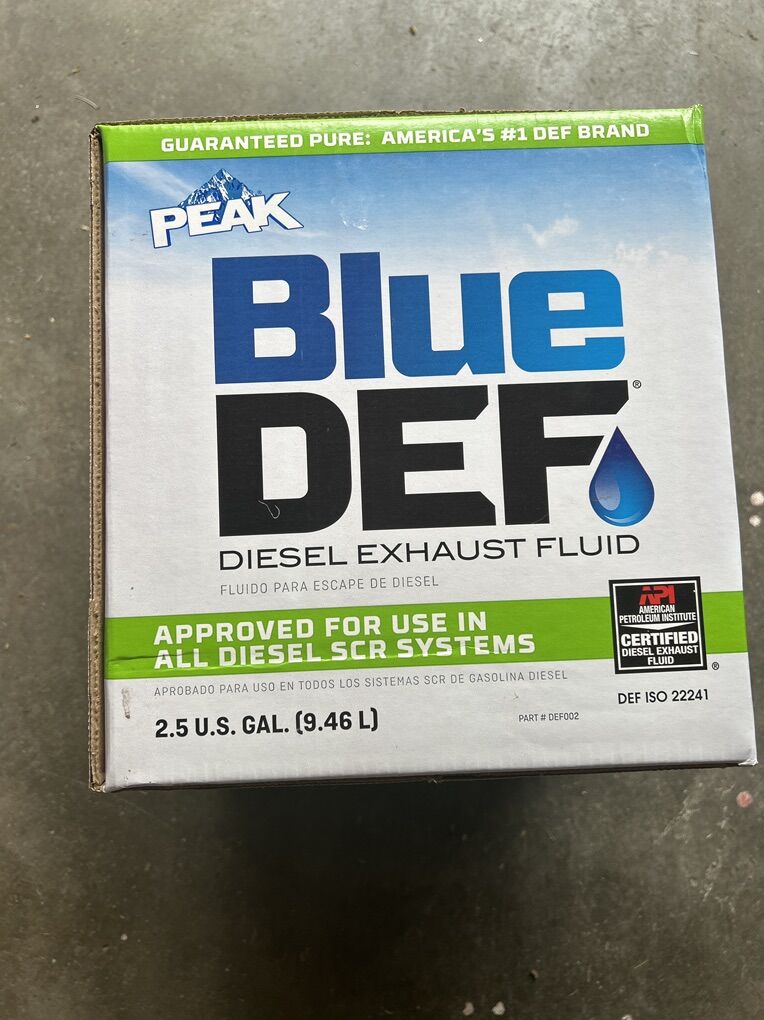 GUARANTEED PURE: AMERICA'S #1 DEF BRAND
PEAK®
Blue
DEF®
DIESEL EXHAUST FLUID
FLUIDO PARA ESCAPE DE DIESEL
APPROVED FOR USE IN
ALL DIESEL SCR SYSTEMS
APROBADO PARA USO EN TODOS LOS SISTEMAS SCR DE GASOLINA DIESEL
2.5 U.S. GAL. (9.46 L)
PART # DEF002
API
AMERICAN
PETROLEUM INSTITUTE
CERTIFIED
DIESEL EXHAUST
FLUID
®
DEF ISO 22241